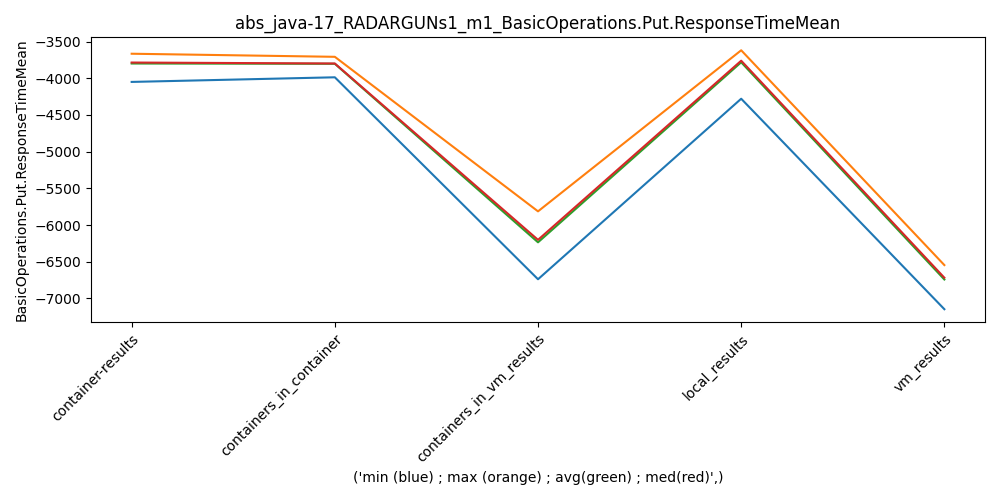 abs_java-17_RADARGUNs1_m1_BasicOperations.Put.ResponseTimeMean
BasicOperations.Put.ResponseTimeMean
−3500
−4000
−4500
−5000
−5500
−6000
−6500
−7000
container-results
containers_in_container
containers_in_vm_results
local_results
vm_results
('min (blue) ; max (orange) ; avg(green) ; med(red)',)